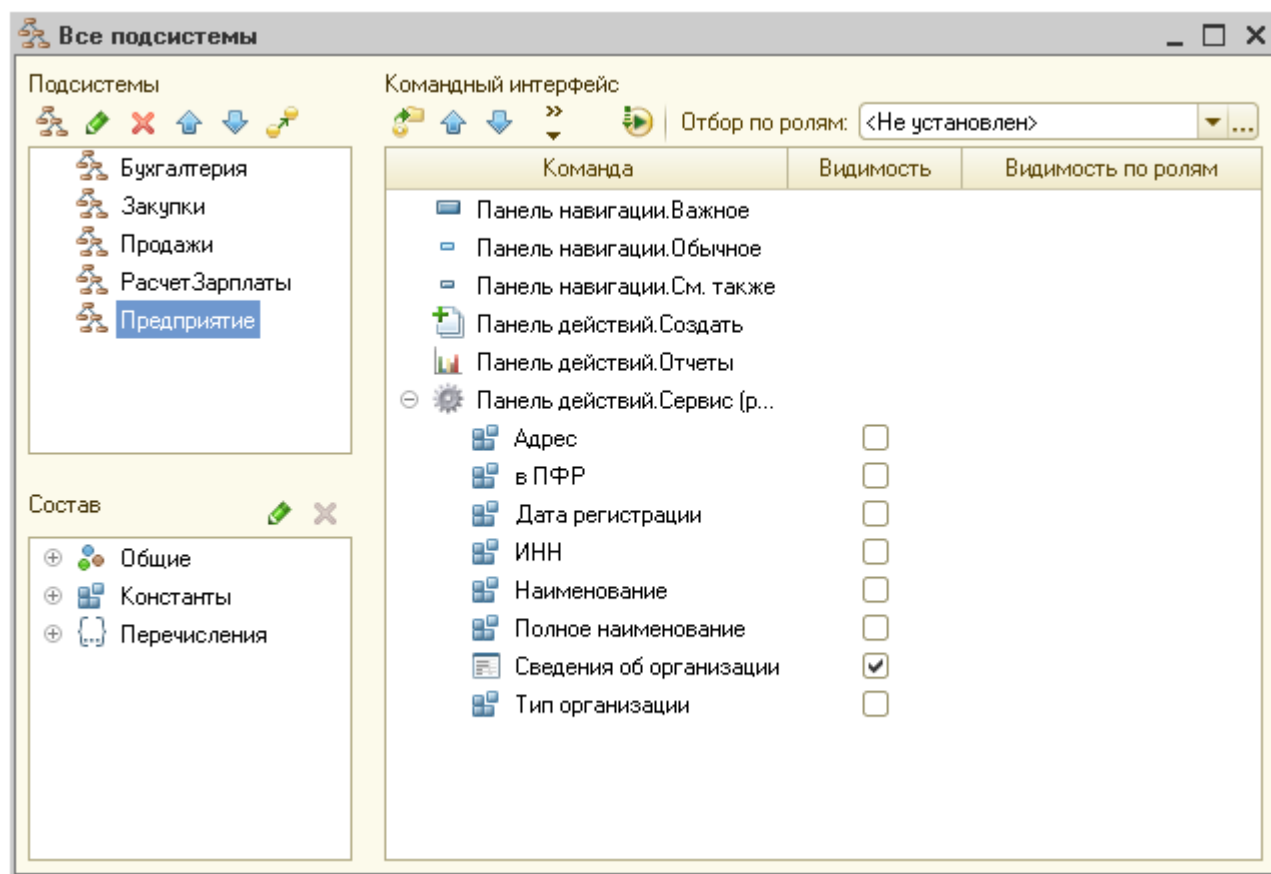 Все подсистемы
Подсистемы
Командный интерфейс
Отбор по ролям: <Не установлен> ...
Бухгалтерия
Закупки
Продажи
РасчетЗарплаты
Предприятие
Команда Видимость Видимость по ролям
Панель навигации.Важное
Панель навигации.Обычное
Панель навигации.См. также
Панель действий.Создать
Панель действий.Отчеты
Панель действий.Сервис (р...
Адрес
в ПФР
Дата регистрации
ИНН
Наименование
Полное наименование
Сведения об организации
Тип организации
Состав
Общие
Константы
Перечисления